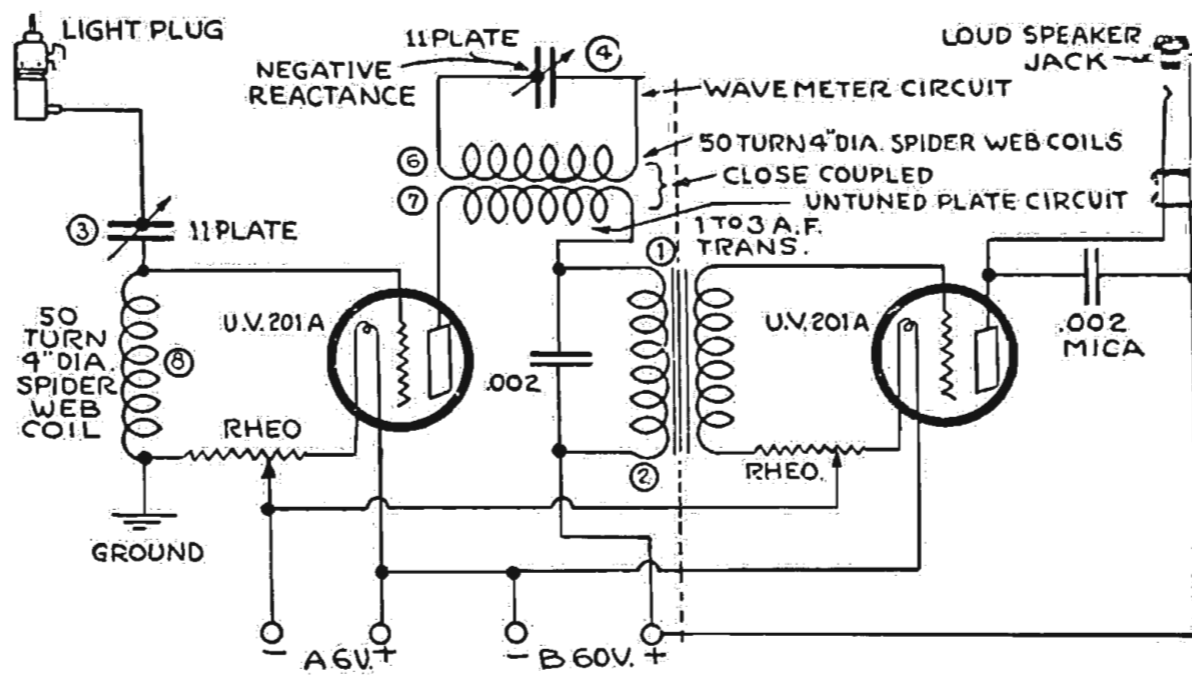 LIGHT PLUG
11 PLATE
④
NEGATIVE
REACTANCE
LOUD SPEAKER
JACK
WAVE METER CIRCUIT
50 TURN 4" DIA. SPIDER WEB COILS
⑥
CLOSE COUPLED
⑦
UNTUNED PLATE CIRCUIT
③
11 PLATE
1 TO 3 A.F.
TRANS.
①
50
TURN
4" DIA.
SPIDER
WEB
COIL
⑧
U.V. 201A
.002
U.V. 201A
.002
MICA
RHEO
②
RHEO.
GROUND
- A 6V. +
- B 60V. +